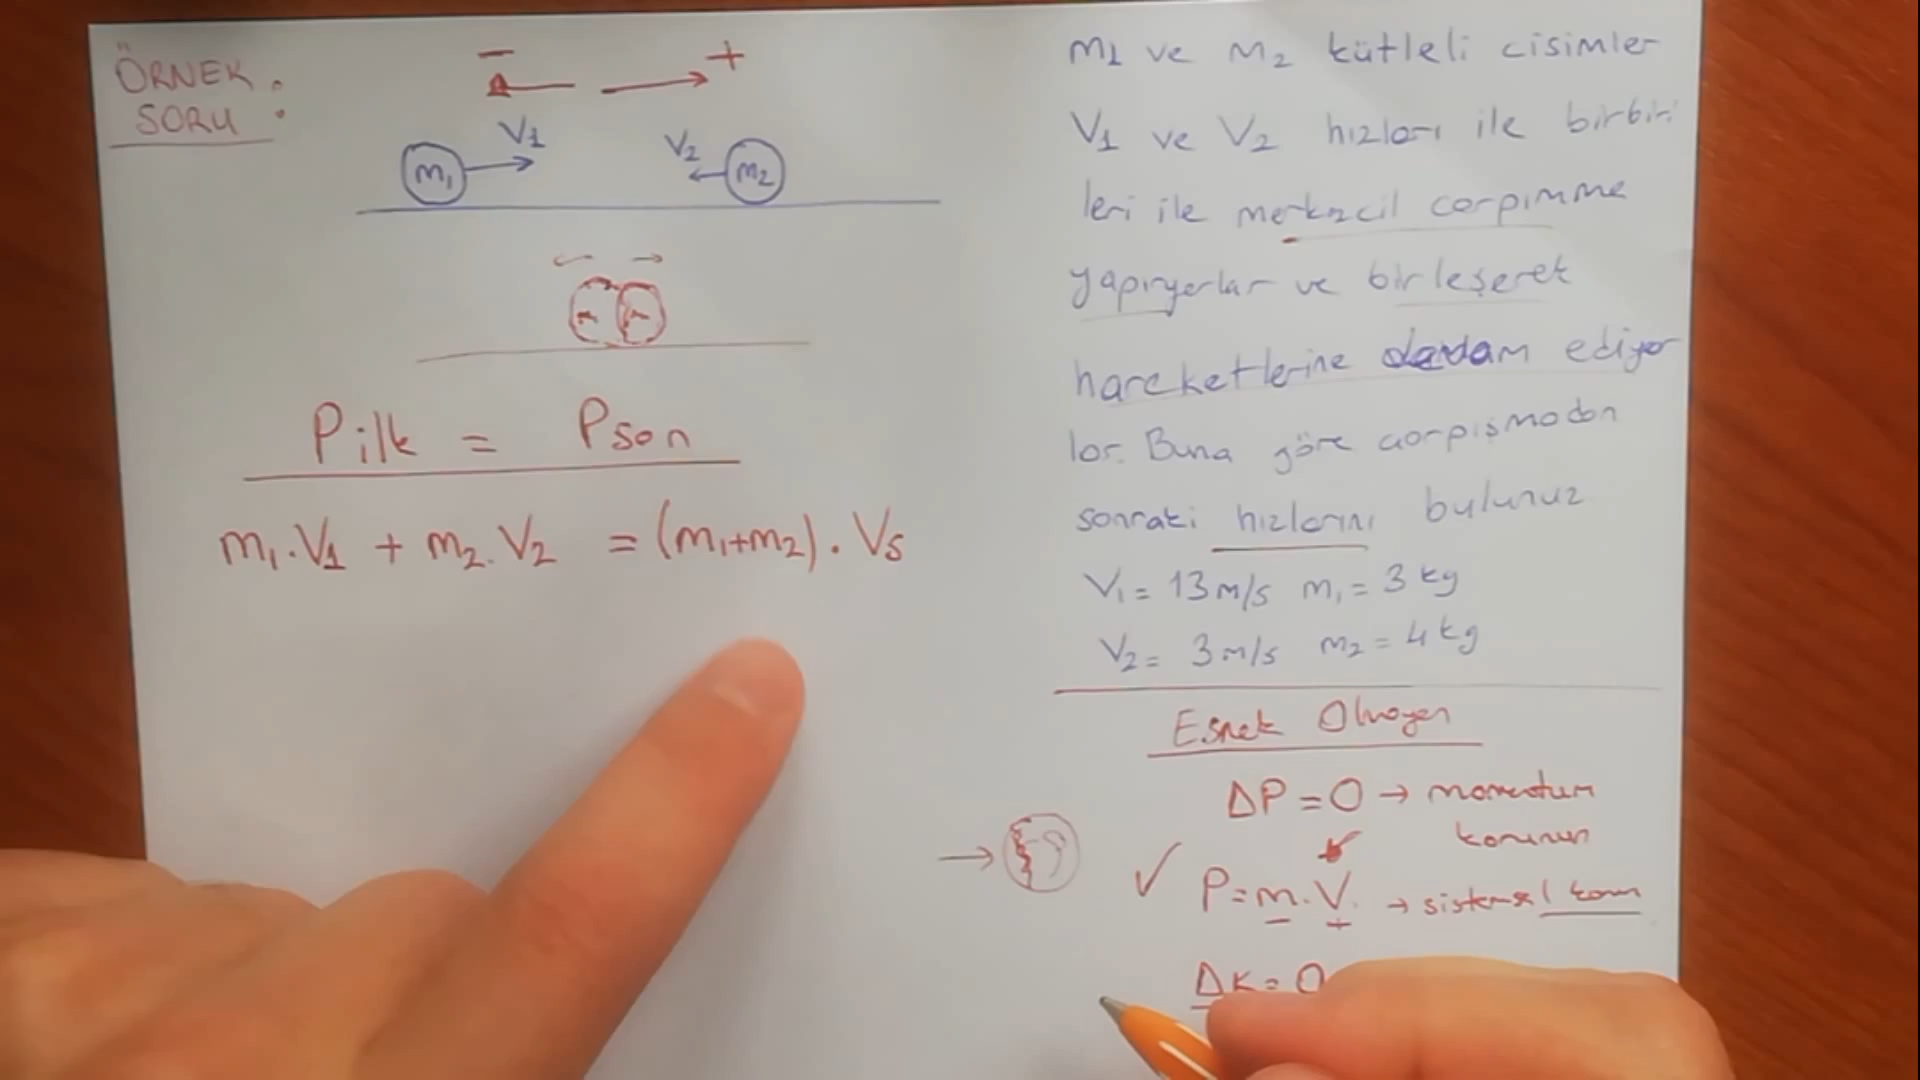 ÖRNEK :
SORU
- +
V1
V2
m1
m2
Pilk = Pson
m1.V1 + m2.V2 = (m1+m2).Vs
m1 ve m2 kütleli cisimler
V1 ve V2 hızları ile birbiri
leri ile merkezcil çarpımme
yapıyorlar ve birleşerek
hareketlerine devam ediyor
lar. Buna göre çarpışmadan
sonraki hızlarını bulunuz
V1 = 13 m/s m1 = 3 kg
V2 = 3 m/s m2 = 4 kg
Esnek Olmayan
ΔP = 0 → momentum
korunur
P = m.V. → sistemsel
ΔK = 0